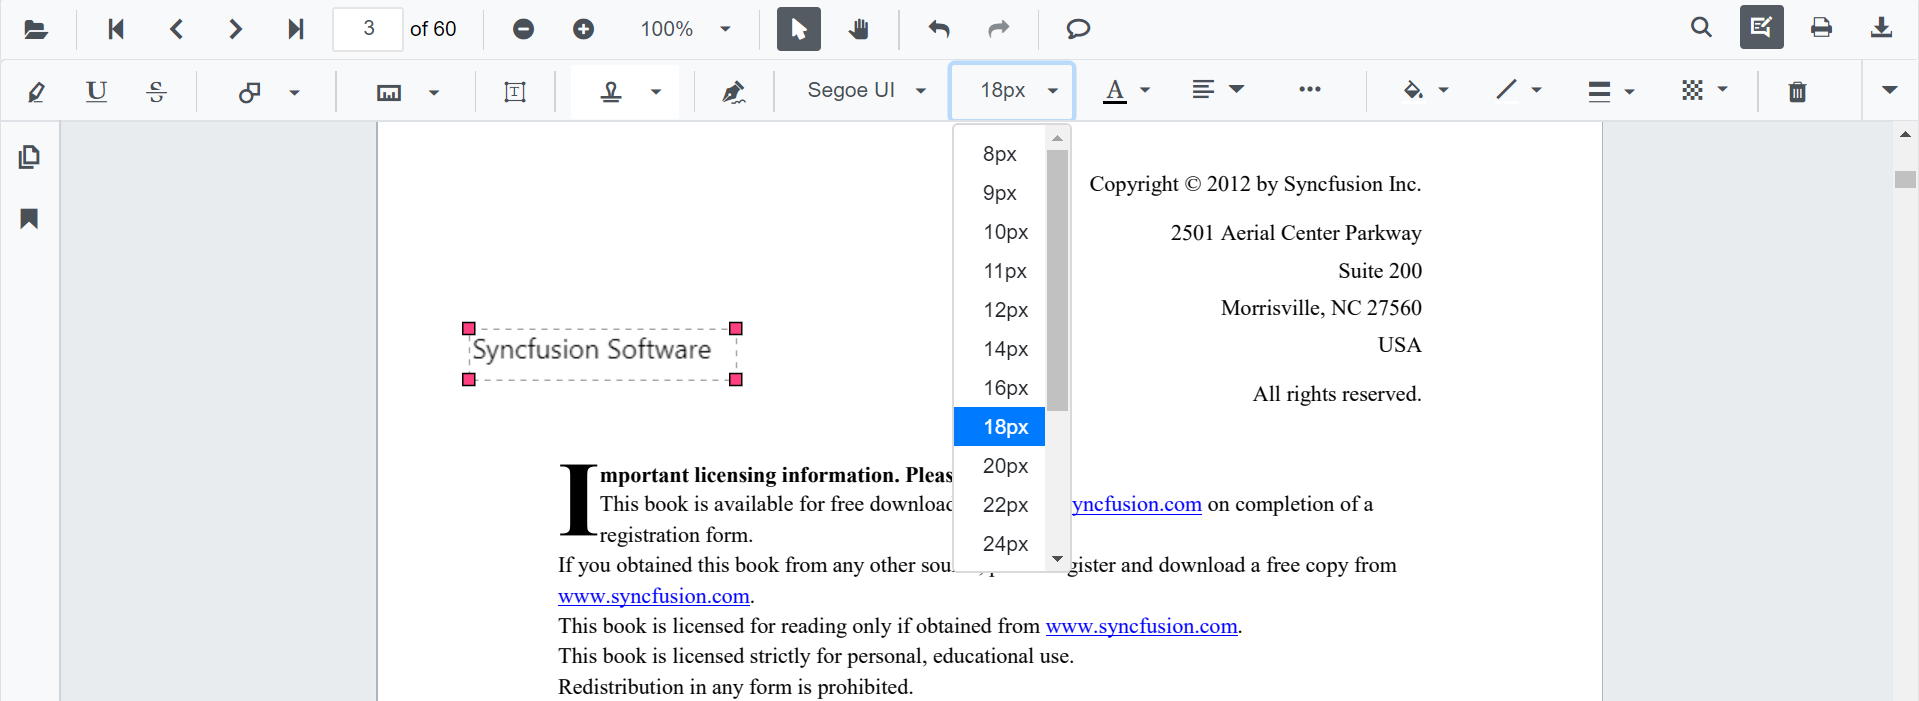 3 of 60 100%
U S T Segoe UI 18px A
8px
9px
10px
11px
12px
14px
16px
18px
20px
22px
24px
Copyright © 2012 by Syncfusion Inc.
2501 Aerial Center Parkway
Suite 200
Morrisville, NC 27560
USA
All rights reserved.
Syncfusion Software
Important licensing information. Pleas
This book is available for free download yncfusion.com on completion of a
registration form.
If you obtained this book from any other sou gister and download a free copy from
www.syncfusion.com.
This book is licensed for reading only if obtained from www.syncfusion.com.
This book is licensed strictly for personal, educational use.
Redistribution in any form is prohibited.